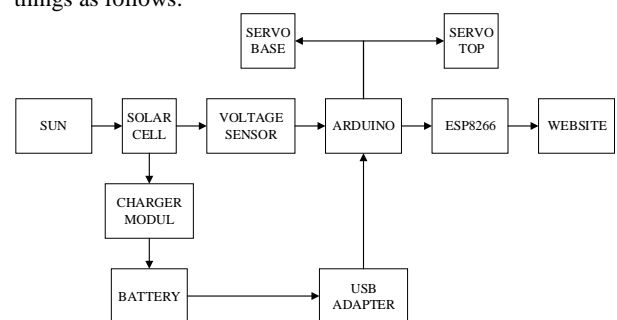 things as follows:
SERVO
BASE
SERVO
TOP
SUN
SOLAR
CELL
VOLTAGE
SENSOR
ARDUINO
ESP8266
WEBSITE
CHARGER
MODUL
BATTERY
USB
ADAPTER